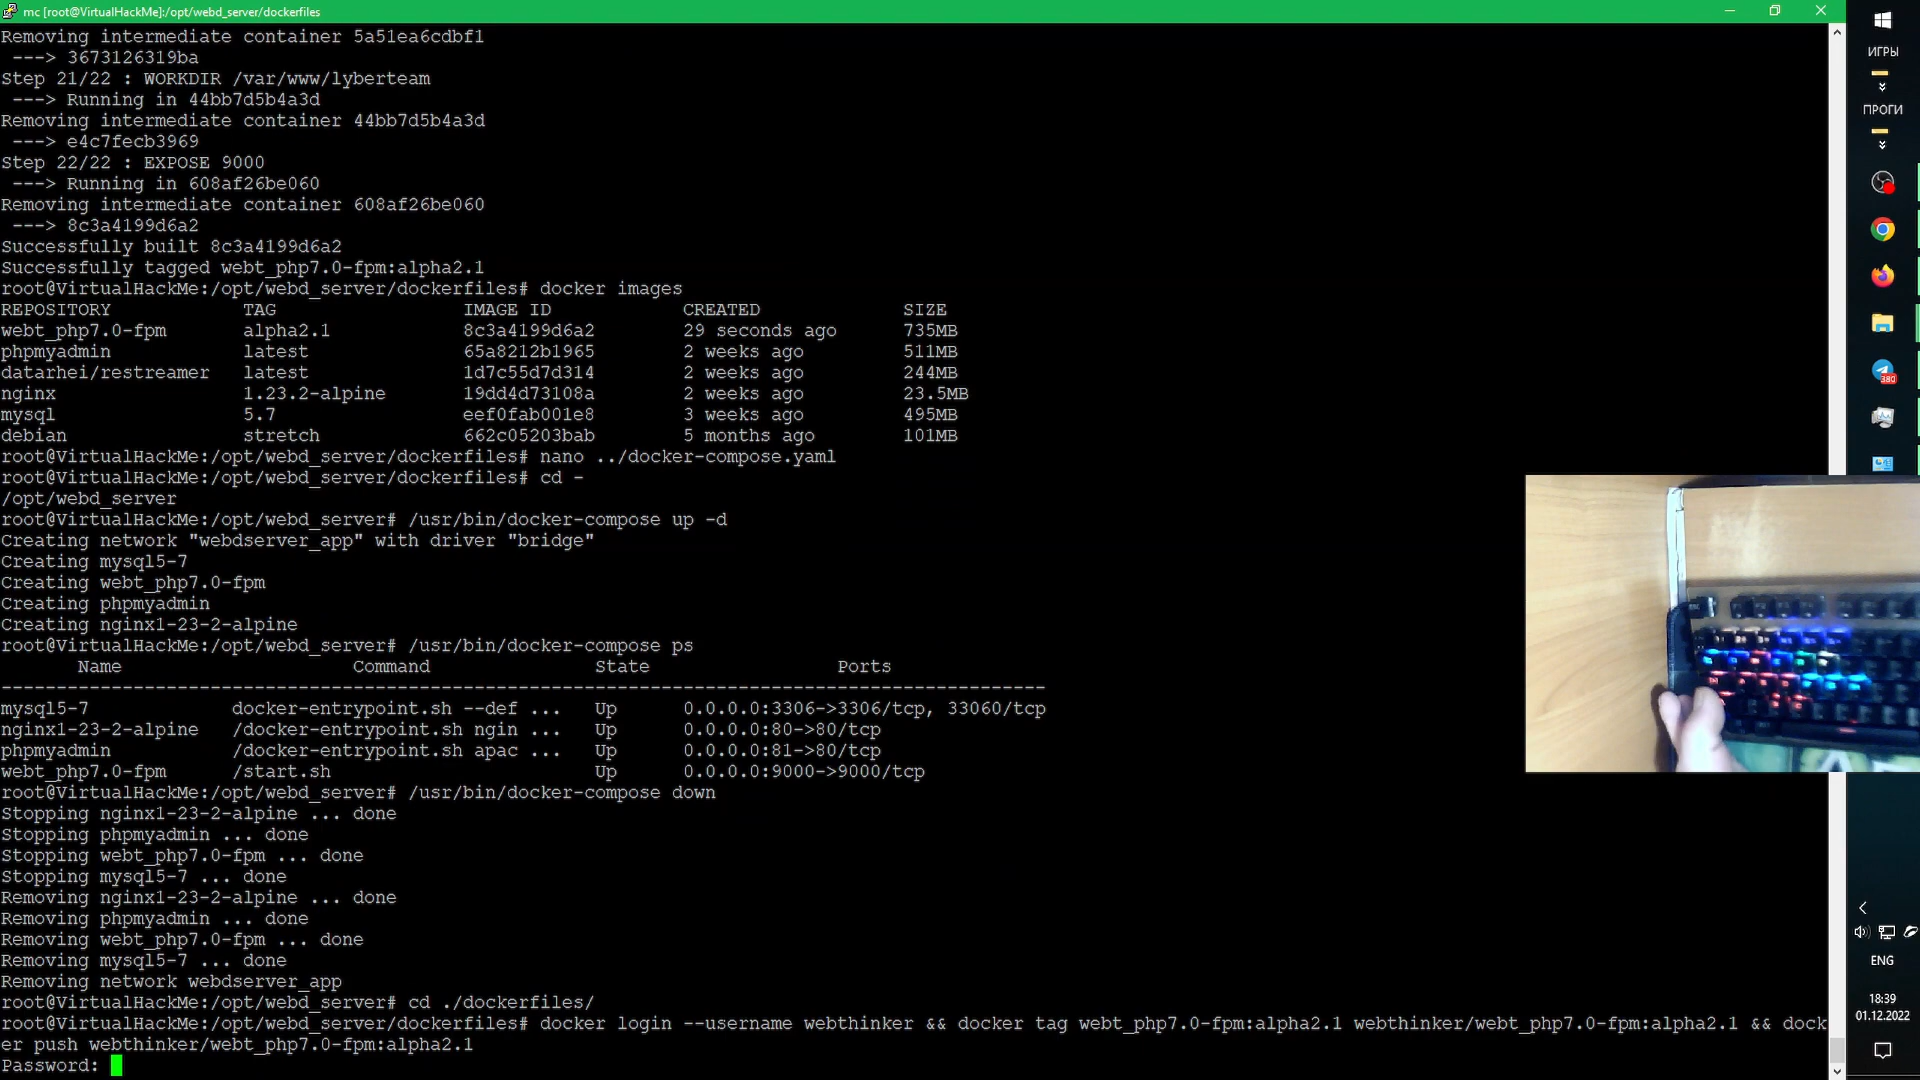 mc [root@VirtualHackMe]:/opt/webd_server/dockerfiles
Removing intermediate container 5a51ea6cdbf1
---> 3673126319ba
Step 21/22 : WORKDIR /var/www/lyberteam
---> Running in 44bb7d5b4a3d
Removing intermediate container 44bb7d5b4a3d
---> e4c7fecb3969
Step 22/22 : EXPOSE 9000
---> Running in 608af26be060
Removing intermediate container 608af26be060
---> 8c3a4199d6a2
Successfully built 8c3a4199d6a2
Successfully tagged webt_php7.0-fpm:alpha2.1
root@VirtualHackMe:/opt/webd_server/dockerfiles# docker images
REPOSITORY TAG IMAGE ID CREATED SIZE
webt_php7.0-fpm alpha2.1 8c3a4199d6a2 29 seconds ago 735MB
phpmyadmin latest 65a8212b1965 2 weeks ago 511MB
datarhei/restreamer latest 1d7c55d7d314 2 weeks ago 244MB
nginx 1.23.2-alpine 19dd4d73108a 2 weeks ago 23.5MB
mysql 5.7 eef0fab001e8 3 weeks ago 495MB
debian stretch 662c05203bab 5 months ago 101MB
root@VirtualHackMe:/opt/webd_server/dockerfiles# nano ../docker-compose.yaml
root@VirtualHackMe:/opt/webd_server/dockerfiles# cd -
/opt/webd_server
root@VirtualHackMe:/opt/webd_server# /usr/bin/docker-compose up -d
Creating network "webdserver_app" with driver "bridge"
Creating mysql5-7
Creating webt_php7.0-fpm
Creating phpmyadmin
Creating nginx1-23-2-alpine
root@VirtualHackMe:/opt/webd_server# /usr/bin/docker-compose ps
Name Command State Ports
-----------------------------------------------------------------------------------------------
mysql5-7 docker-entrypoint.sh --def ... Up 0.0.0.0:3306->3306/tcp, 33060/tcp
nginx1-23-2-alpine /docker-entrypoint.sh ngin ... Up 0.0.0.0:80->80/tcp
phpmyadmin /docker-entrypoint.sh apac ... Up 0.0.0.0:81->80/tcp
webt_php7.0-fpm /start.sh Up 0.0.0.0:9000->9000/tcp
root@VirtualHackMe:/opt/webd_server# /usr/bin/docker-compose down
Stopping nginx1-23-2-alpine ... done
Stopping phpmyadmin ... done
Stopping webt_php7.0-fpm ... done
Stopping mysql5-7 ... done
Removing nginx1-23-2-alpine ... done
Removing phpmyadmin ... done
Removing webt_php7.0-fpm ... done
Removing mysql5-7 ... done
Removing network webdserver_app
root@VirtualHackMe:/opt/webd_server# cd ./dockerfiles/
root@VirtualHackMe:/opt/webd_server/dockerfiles# docker login --username webthinker && docker tag webt_php7.0-fpm:alpha2.1 webthinker/webt_php7.0-fpm:alpha2.1 && dock
er push webthinker/webt_php7.0-fpm:alpha2.1
Password:
ИГРЫ
ПРОГИ
380
ENG
18:39
01.12.2022